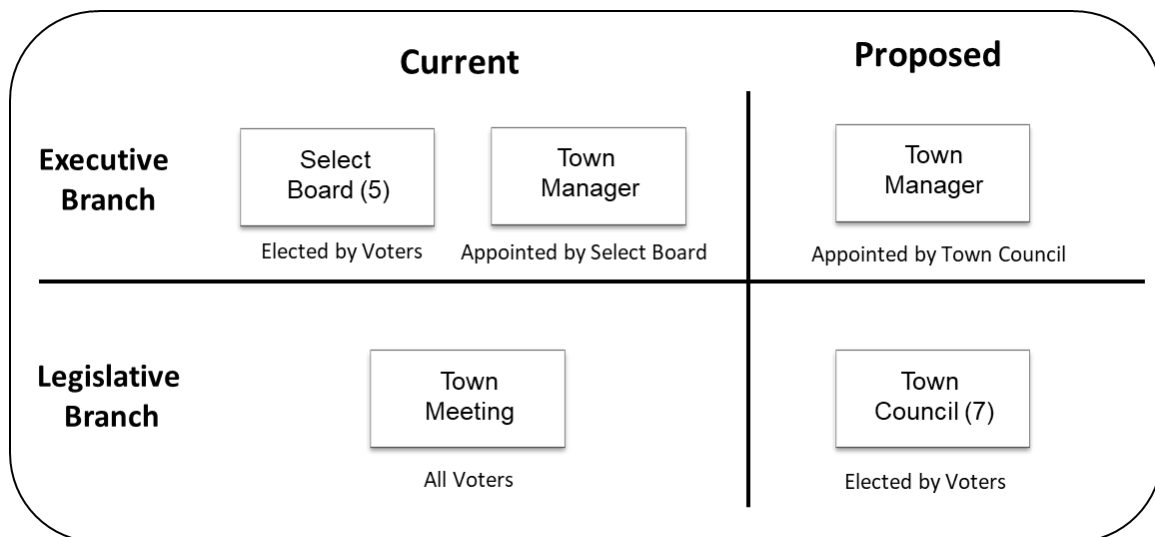 Current
Proposed
Executive
Branch
Select
Board (5)
Elected by Voters
Town
Manager
Appointed by Select Board
Town
Manager
Appointed by Town Council
Legislative
Branch
Town
Meeting
All Voters
Town
Council (7)
Elected by Voters